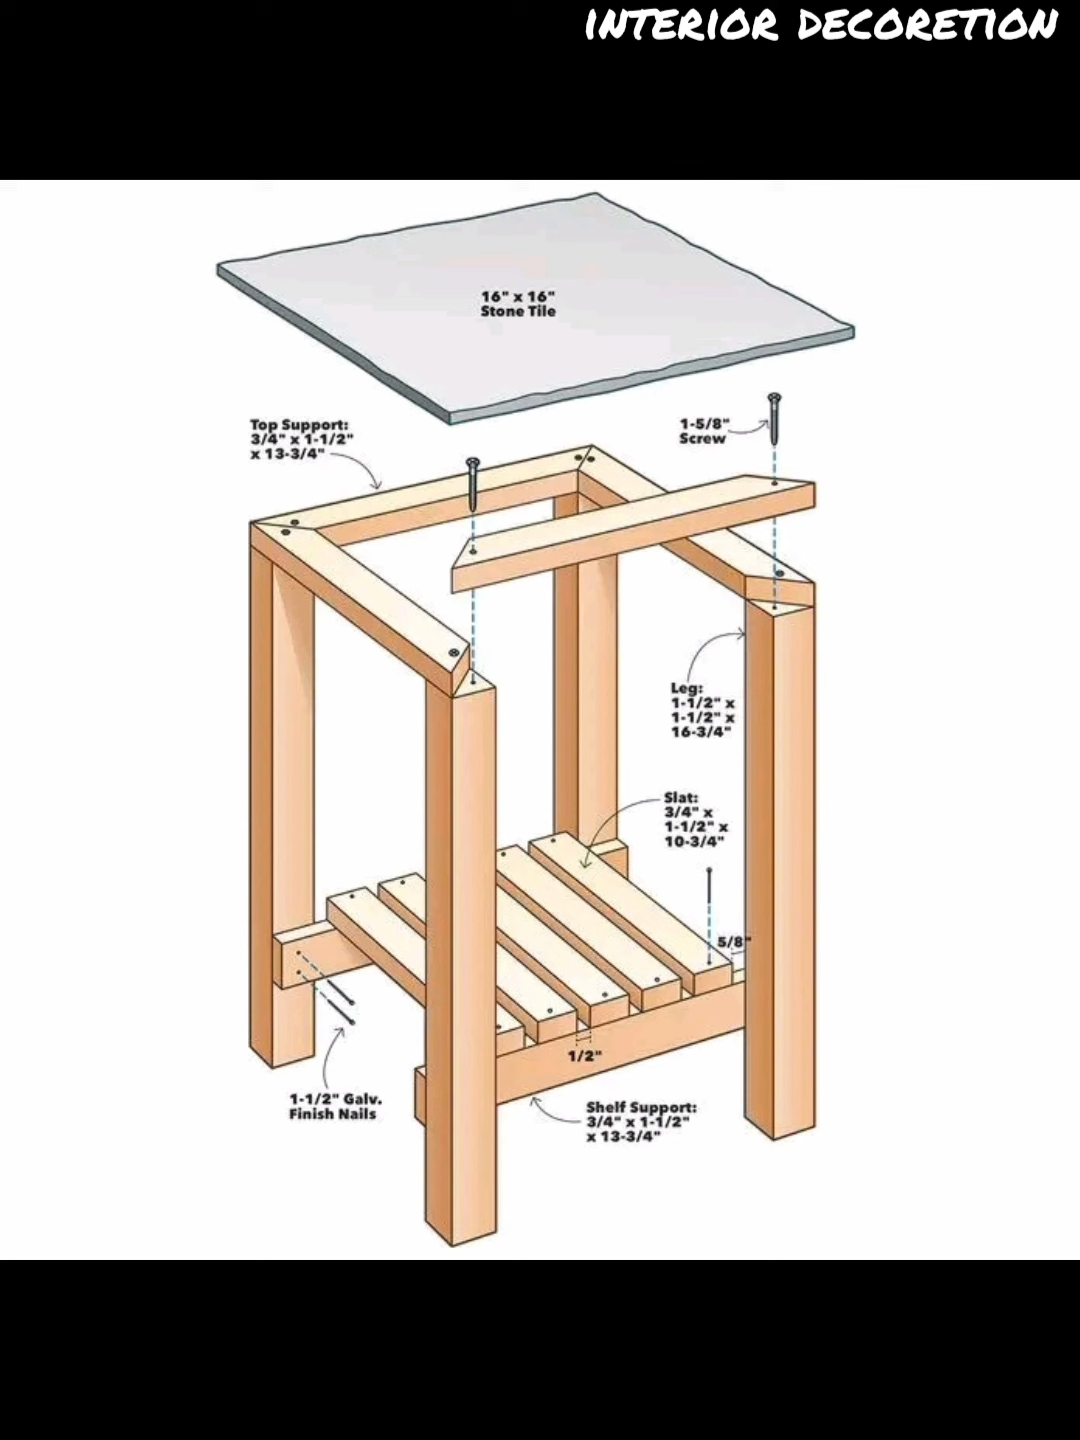 INTERIOR DECORETION
16" x 16"
Stone Tile
Top Support:
3/4" x 1-1/2"
x 13-3/4"
1-5/8"
Screw
Leg:
1-1/2" x
1-1/2" x
16-3/4"
Slat:
3/4" x
1-1/2" x
10-3/4"
5/8"
1/2"
1-1/2" Galv.
Finish Nails
Shelf Support:
3/4" x 1-1/2"
x 13-3/4"